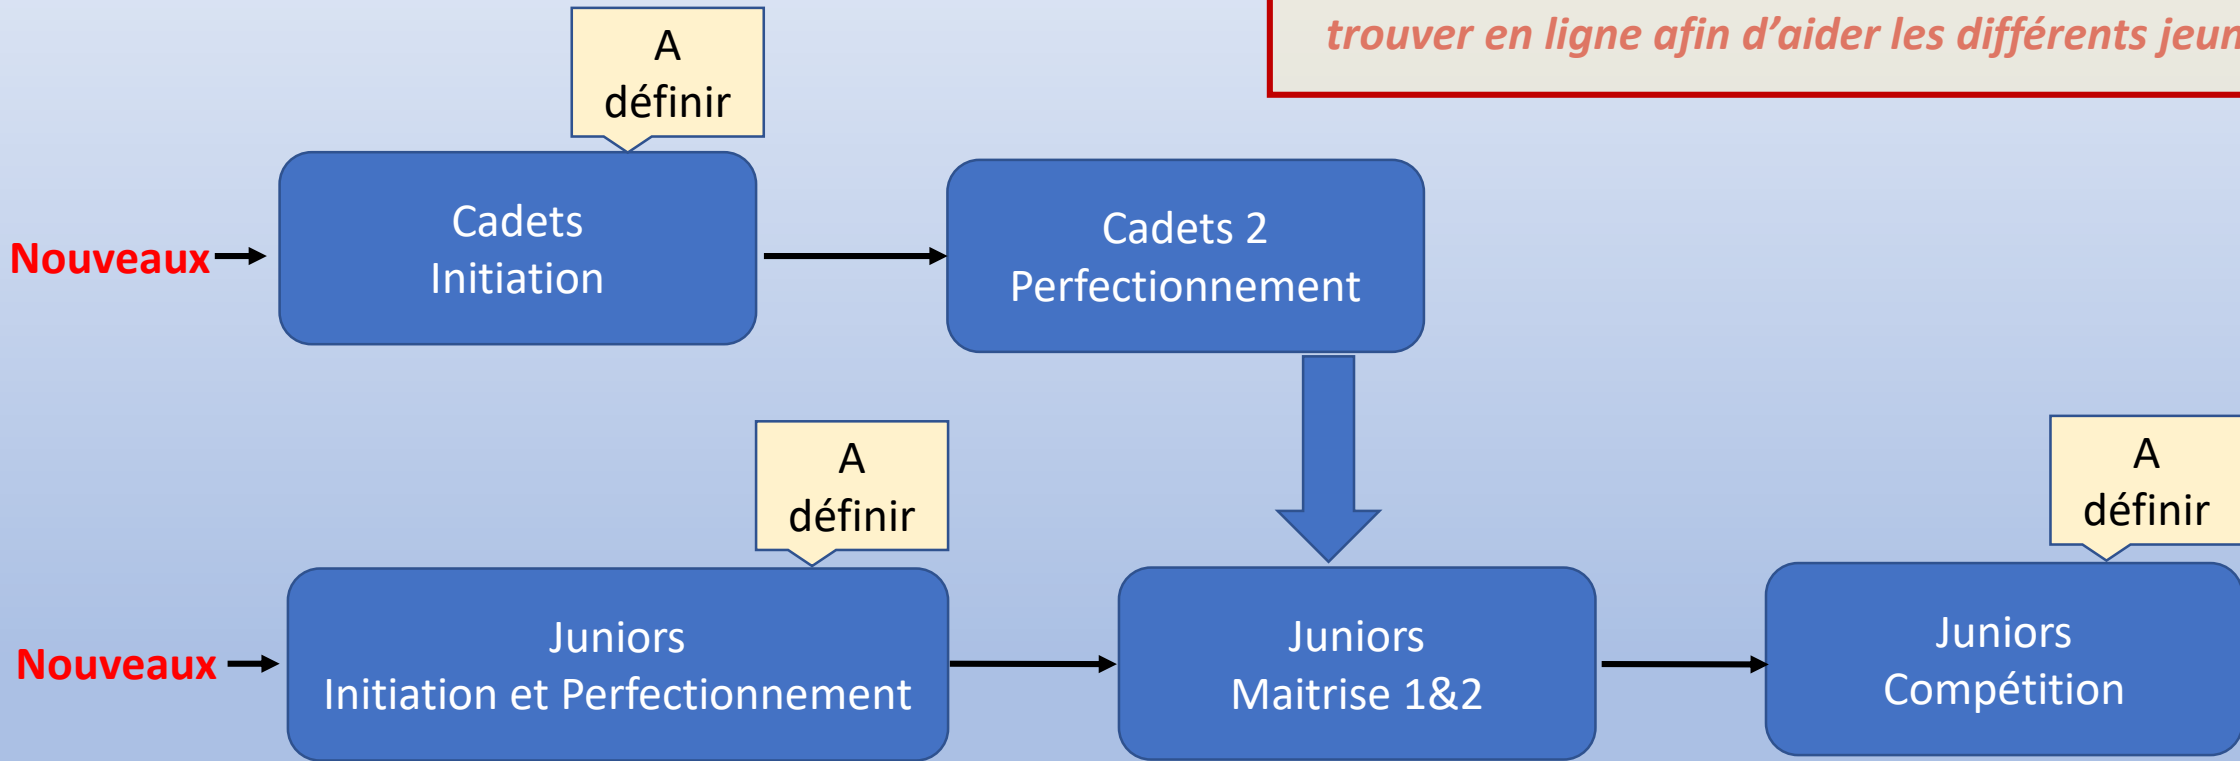 trouver en ligne afin d’aider les différents
A
définir
Cadets
Initiation
Cadets 2
Perfectionnement
Nouveaux
A
définir
A
définir
Nouveaux
Juniors
Initiation et Perfectionnement
Juniors
Maitrise 1&2
Juniors
Compétition